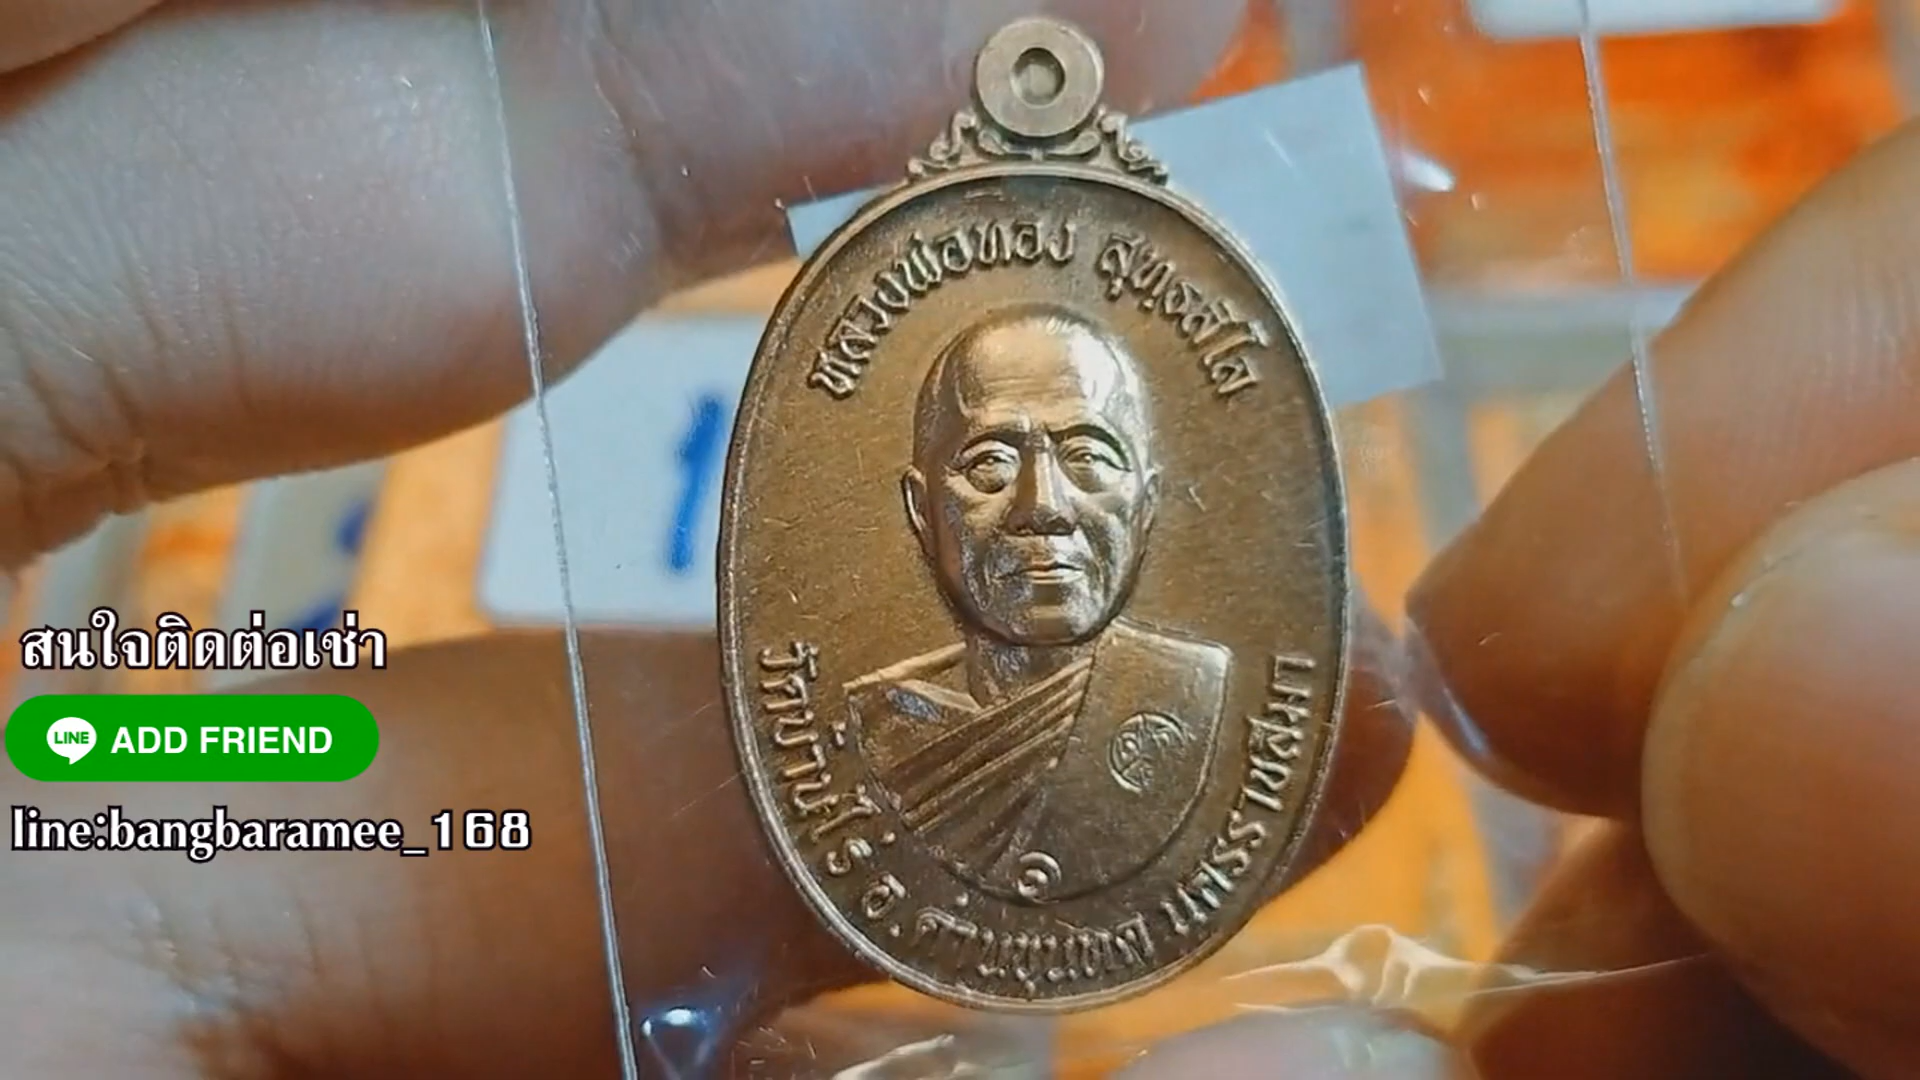 หลวงพ่อทอง สุทฺธสีโล
วัดบ้านไร่ อ.ด่านขุนทด นครราชสีมา
๑
1
สนใจติดต่อเช่า
LINE ADD FRIEND
line:bangbaramee_168